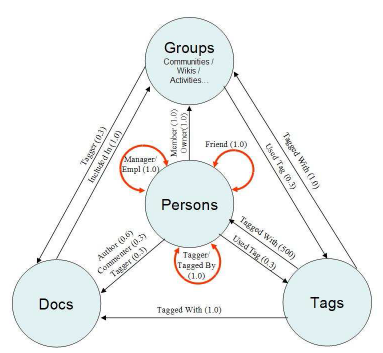 Groups
Communities /
Wikis /
Activities...
Tagger (0.3)
Included In (1.0)
Member (1.0)
Owner(1.0)
Used Tag (0.3)
Tagged With (1.0)
Manager/
Empl (1.0)
Friend (1.0)
Persons
Author (0.6)
Commenter (0.3)
Tagger (0.3)
Tagger/
Tagged By
(1.0)
Tagged With (500)
Used Tag (0.3)
Docs
Tagged With (1.0)
Tags